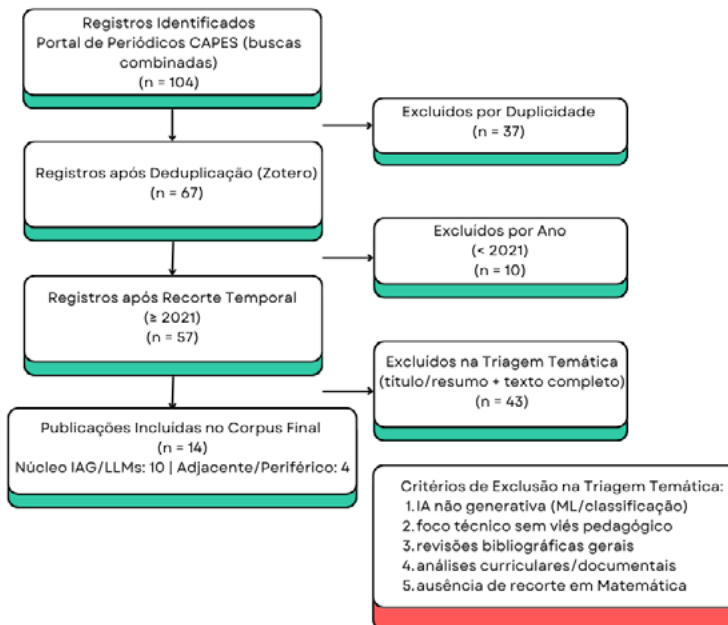 Registros Identificados
Portal de Periódicos CAPES (buscas
combinadas)
(n = 104)
Excluídos por Duplicidade
(n = 37)
Registros após Deduplicação (Zotero)
(n = 67)
Excluídos por Ano
(< 2021)
(n = 10)
Registros após Recorte Temporal
(≥ 2021)
(n = 57)
Excluídos na Triagem Temática
(título/resumo + texto completo)
(n = 43)
Publicações Incluídas no Corpus Final
(n = 14)
Núcleo IAG/LLMs: 10 | Adjacente/Periférico: 4
Critérios de Exclusão na Triagem Temática:
1. IA não generativa (ML/classificação)
2. foco técnico sem viés pedagógico
3. revisões bibliográficas gerais
4. análises curriculares/documentais
5. ausência de recorte em Matemática